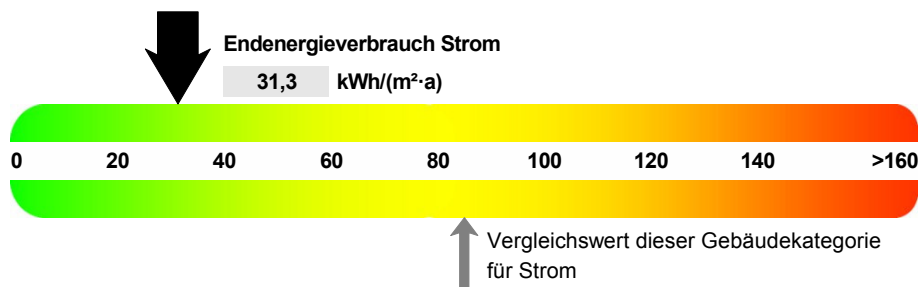 Endenergieverbrauch Strom
31,3 kWh/(m²·a)
0 20 40 60 80 100 120 140 >160
Vergleichswert dieser Gebäudekategorie
für Strom